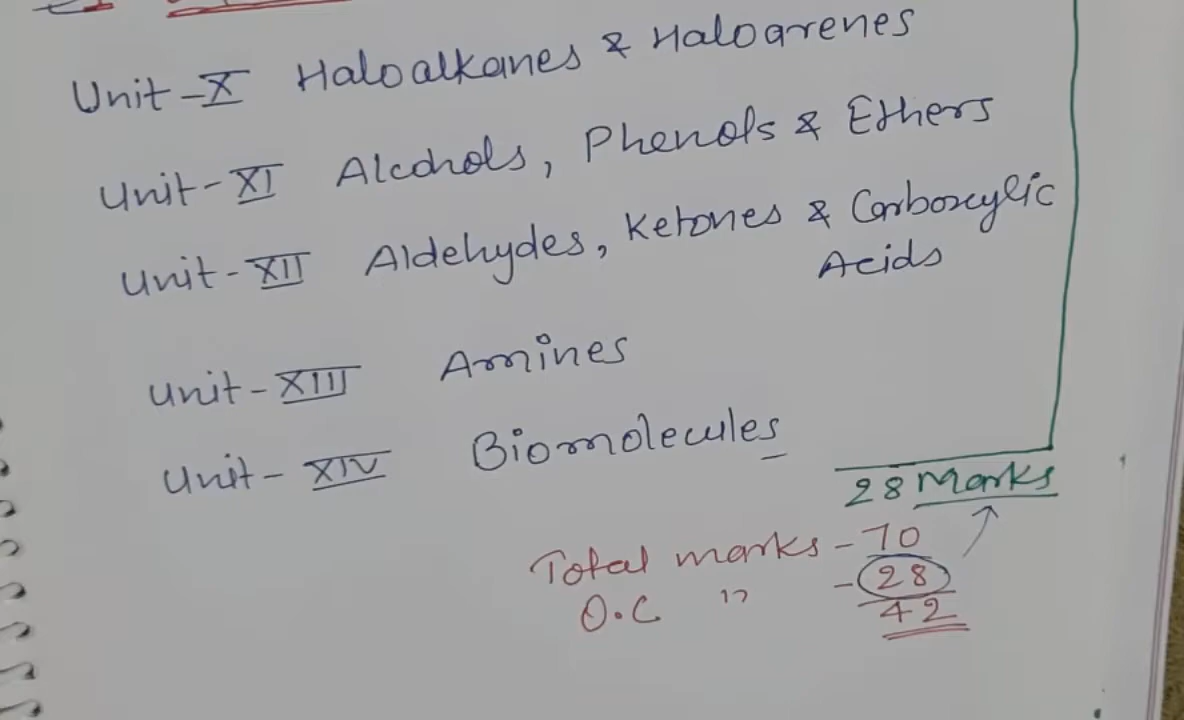 Unit-X Haloalkanes & Haloarenes
Unit-XI Alcohols, Phenols & Ethers
Unit-XII Aldehydes, Ketones & Carboxylic
Acids
Unit-XIII Amines
Unit-XIV Biomolecules
28 Marks
Total marks - 70
O.C " - 28
42